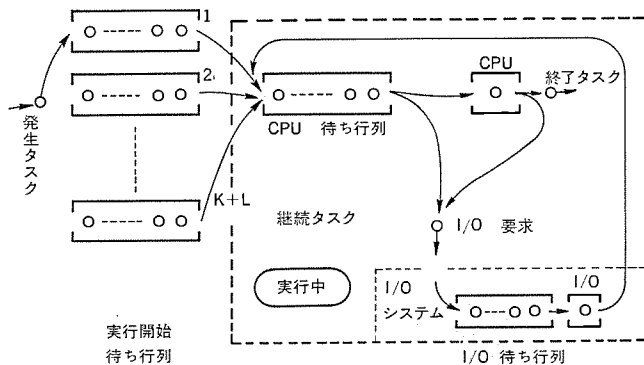 1
2
K+L
発生タスク
実行開始
待ち行列
CPU 待ち行列
CPU
終了タスク
継続タスク
実行中
I/O 要求
I/O
システム
I/O
I/O 待ち行列